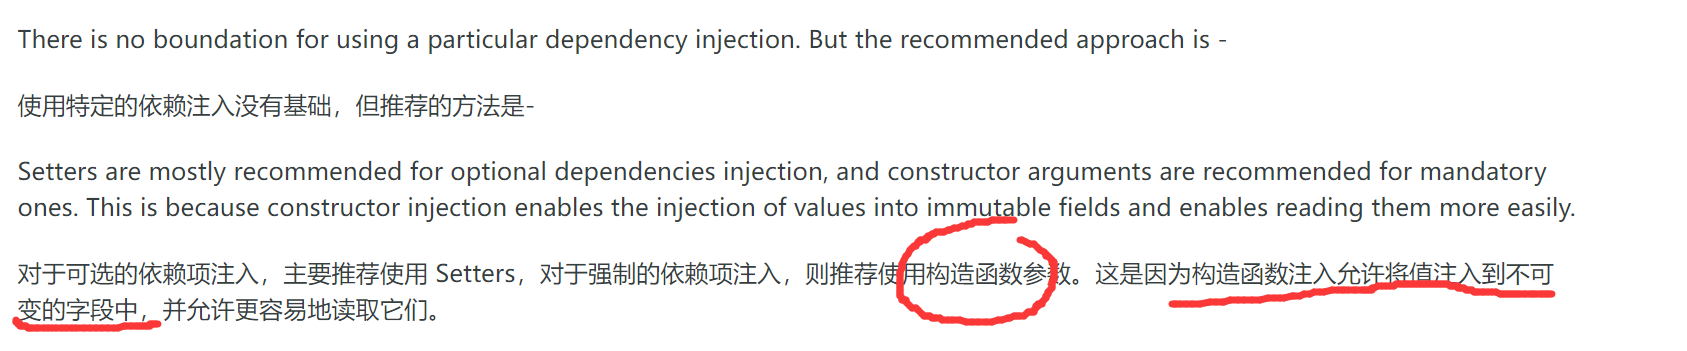 There is no boundation for using a particular dependency injection. But the recommended approach is -
使用特定的依赖注入没有基础，但推荐的方法是-
Setters are mostly recommended for optional dependencies injection, and constructor arguments are recommended for mandatory
ones. This is because constructor injection enables the injection of values into immutable fields and enables reading them more easily.
对于可选的依赖项注入，主要推荐使用 Setters，对于强制的依赖项注入，则推荐使用构造函数参数。这是因为构造函数注入允许将值注入到不可
变的字段中，并允许更容易地读取它们。